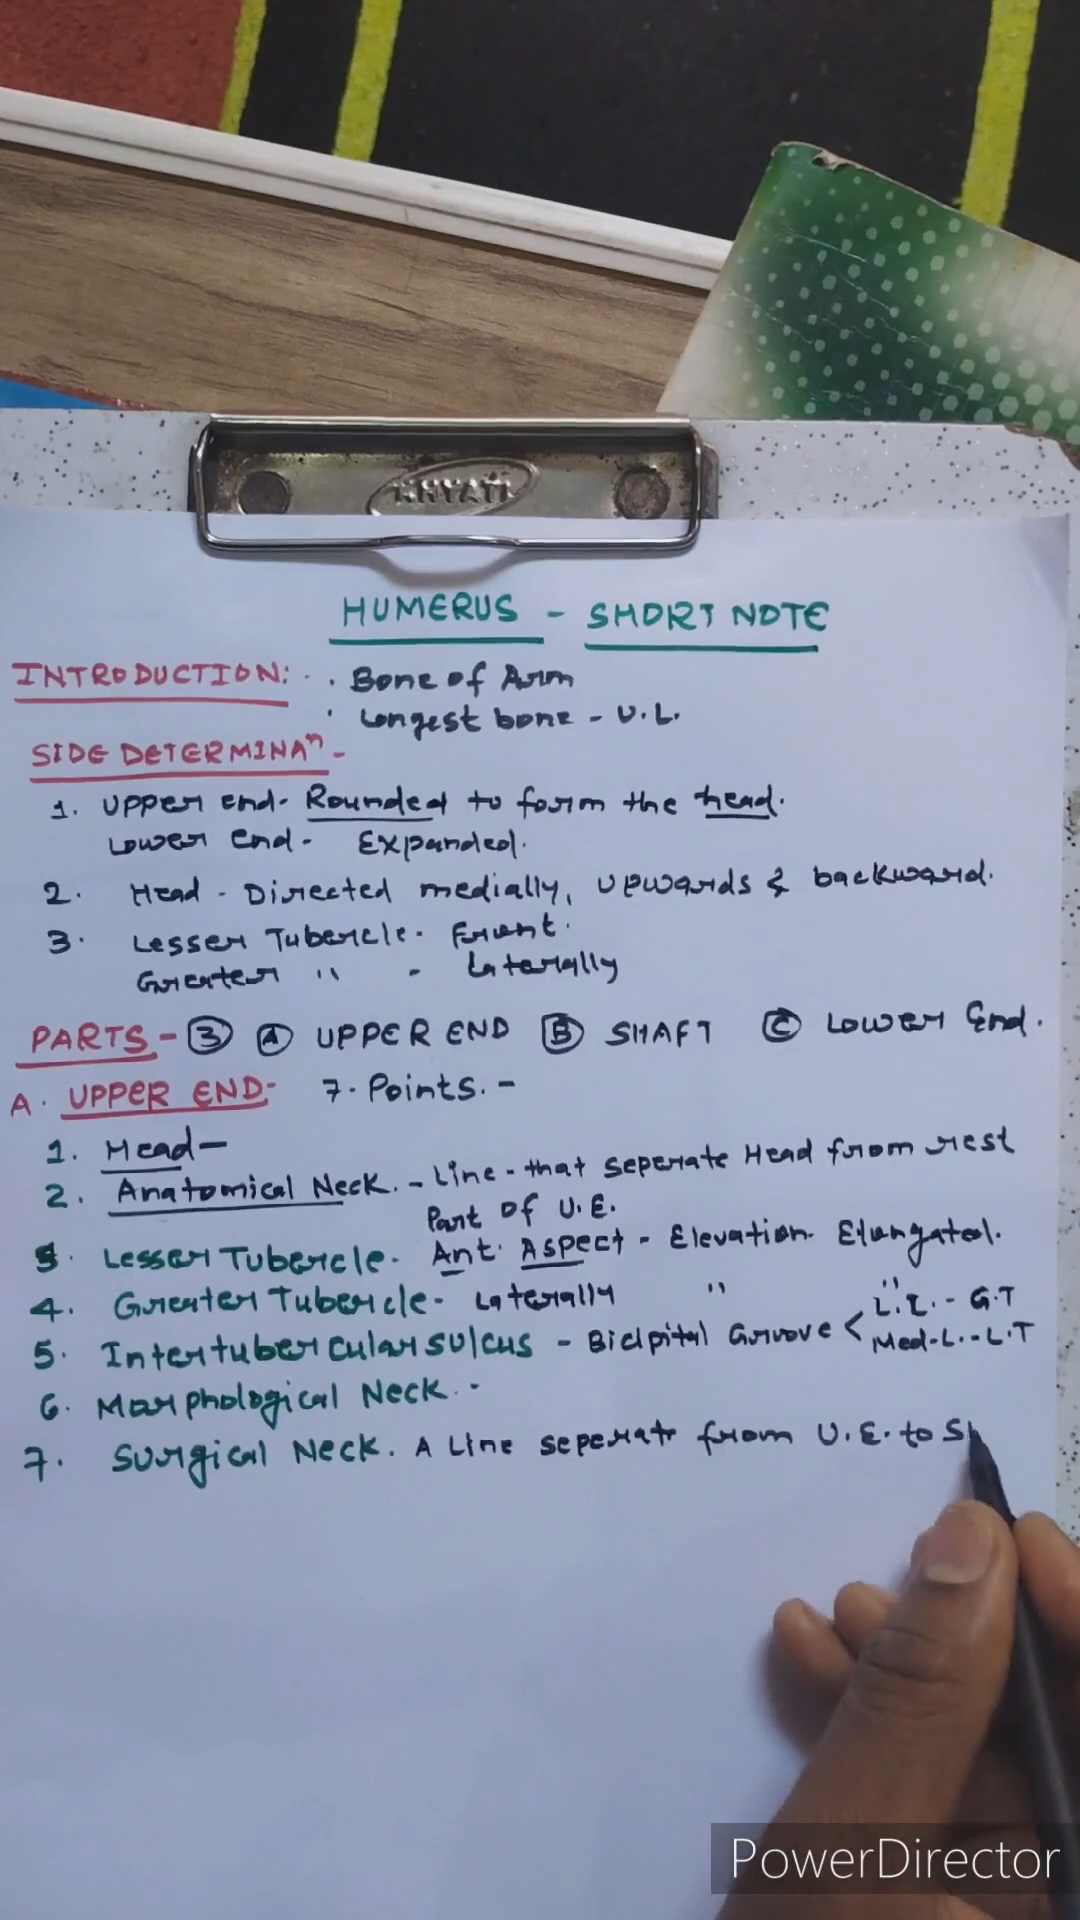 KHYATI
HUMERUS - SHORT NOTE
INTRODUCTION: . . Bone of Arm
. Longest bone - U.L.
SIDE DETERMINAⁿ -
1. Upper end - Rounded to form the head.
Lower End - Expanded.
2. Head - Directed medially, upwards & backward.
3. Lesser Tubercle - Front.
Greater " - Laterally
PARTS - ③ Ⓐ UPPER END Ⓑ SHAFT Ⓒ LOWER End.
A. UPPER END:- 7. Points. -
1. Head -
2. Anatomical Neck. - Line - that seperate Head from rest
Part of U.E.
3. Lesser Tubercle - Ant. Aspect - Elevation - Elongated.
4. Greater Tubercle - Laterally " "
5. Intertubercular sulcus - Bicipital Groove < L.L. - G.T
Med-L. - L.T
6. Morphological Neck. -
7. Surgical Neck. A Line seperate from U.E. to S
PowerDirector